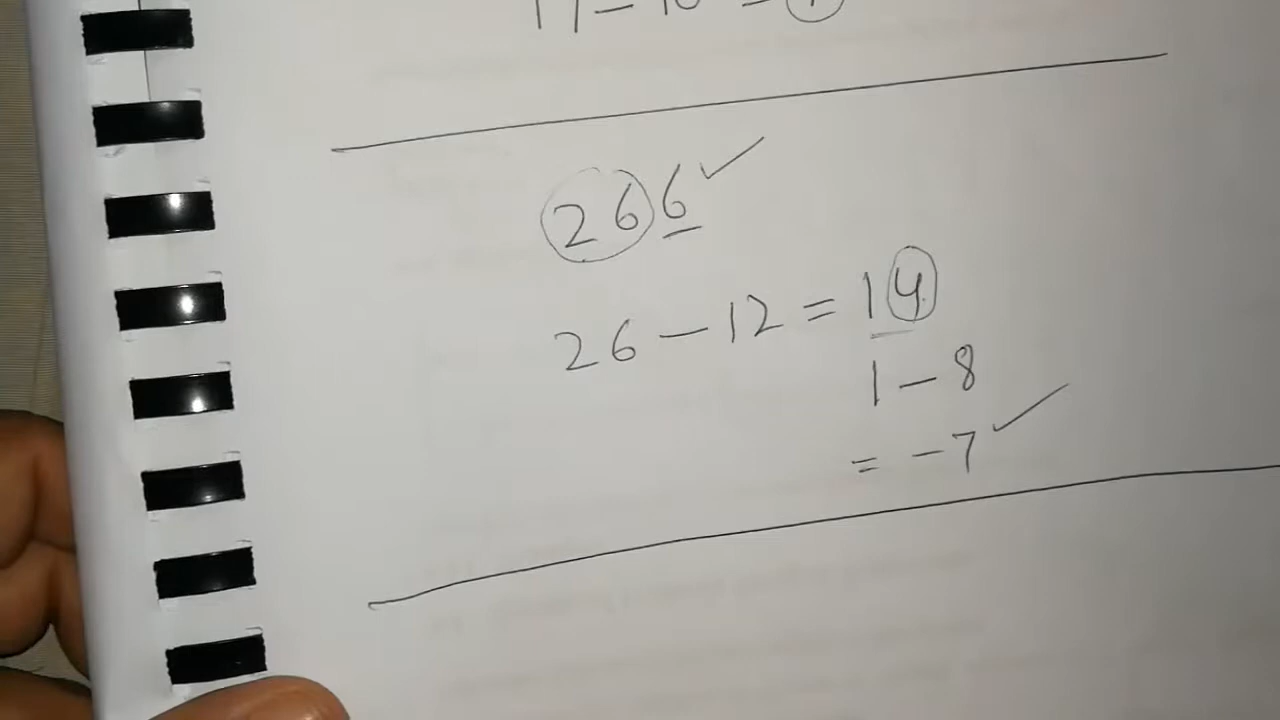 266
26 - 12 = 14
1 - 8
= - 7